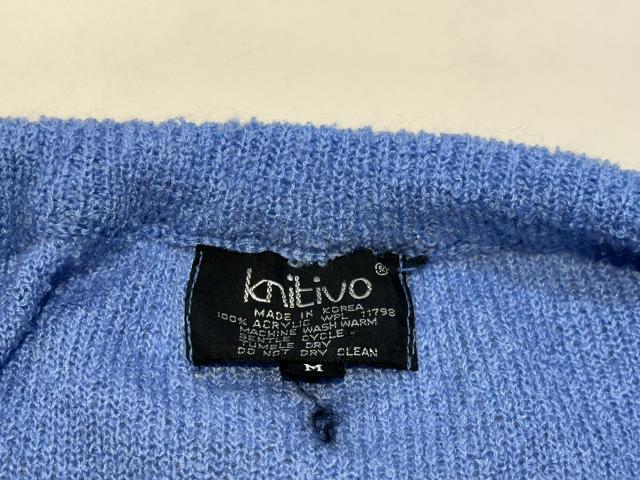 knitivo®
MADE IN KOREA
100% ACRYLIC WPL 11798
MACHINE WASH WARM
GENTLE CYCLE
TUMBLE DRY
DO NOT DRY CLEAN
M